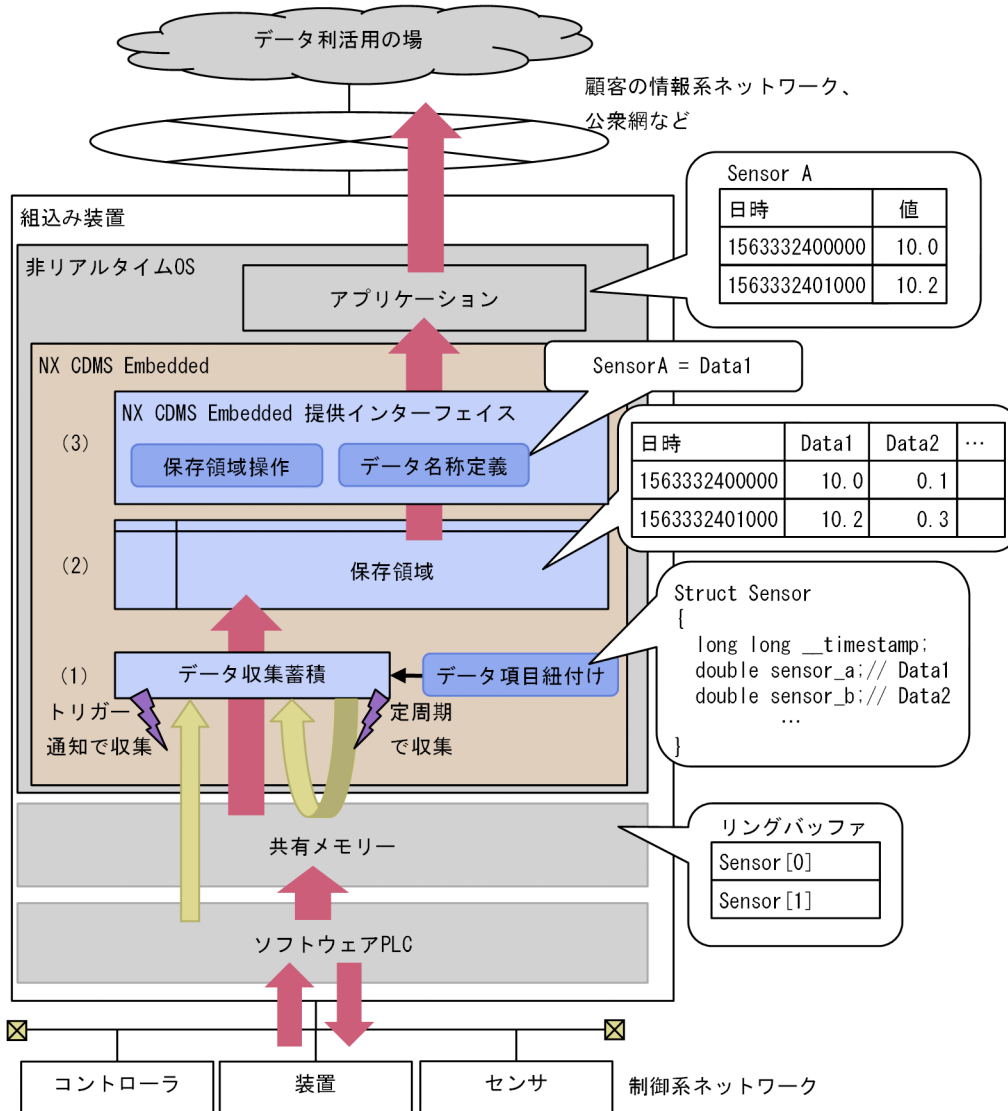 データ利活用の場
顧客の情報系ネットワーク、
公衆網など
組込み装置
非リアルタイムOS
アプリケーション
Sensor A
日時 値
1563332400000 10.0
1563332401000 10.2
NX CDMS Embedded
SensorA = Data1
NX CDMS Embedded 提供インターフェイス
(3)
保存領域操作
データ名称定義
日時 Data1 Data2 …
1563332400000 10.0 0.1
1563332401000 10.2 0.3
(2)
保存領域
Struct Sensor
{
long long __timestamp;
double sensor_a;// Data1
double sensor_b;// Data2
…
}
(1)
データ収集蓄積
データ項目紐付け
トリガー
通知で収集
定周期
で収集
共有メモリー
リングバッファ
Sensor[0]
Sensor[1]
ソフトウェアPLC
コントローラ
装置
センサ
制御系ネットワーク